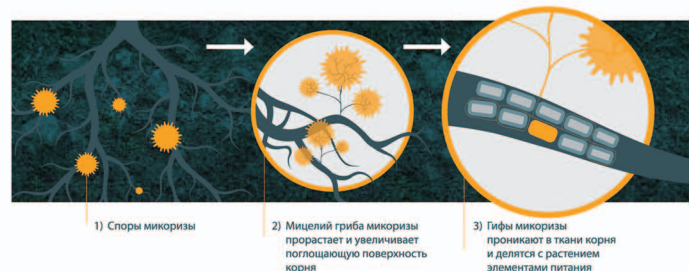 1) Споры микоризы
2) Мицелий гриба микоризы
прорастает и увеличивает
поглощающую поверхность
корня
3) Гифы микоризы
проникают в ткани корня
и делятся с растением
элементами питания